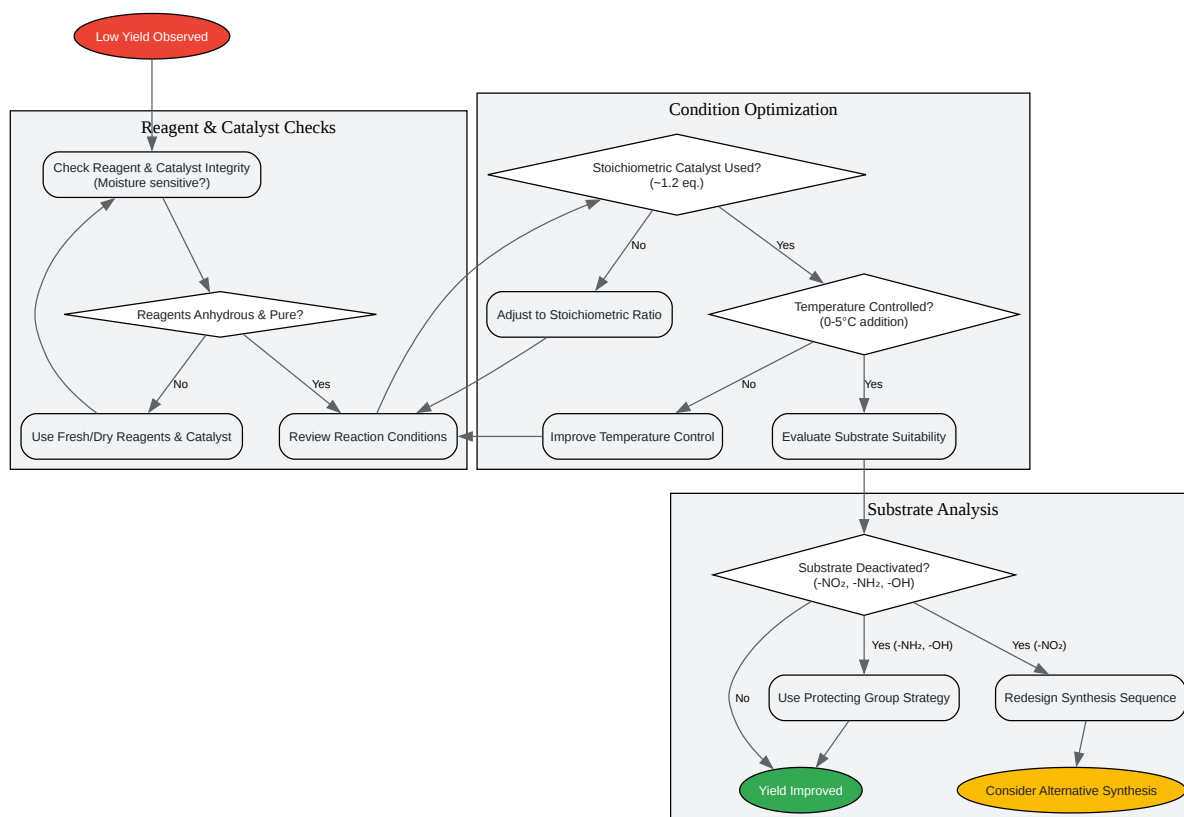 Low Yield Observed
Reagent & Catalyst Checks
Check Reagent & Catalyst Integrity
(Moisture sensitive?)
Reagents Anhydrous & Pure?
No
Yes
Use Fresh/Dry Reagents & Catalyst
Review Reaction Conditions
Condition Optimization
Stoichiometric Catalyst Used?
(~1.2 eq.)
No
Yes
Adjust to Stoichiometric Ratio
Temperature Controlled?
(0-5°C addition)
No
Yes
Improve Temperature Control
Evaluate Substrate Suitability
Substrate Analysis
Substrate Deactivated?
(-NO₂, -NH₂, -OH)
No
Yes (-NH₂, -OH)
Yes (-NO₂)
Use Protecting Group Strategy
Redesign Synthesis Sequence
Yield Improved
Consider Alternative Synthesis